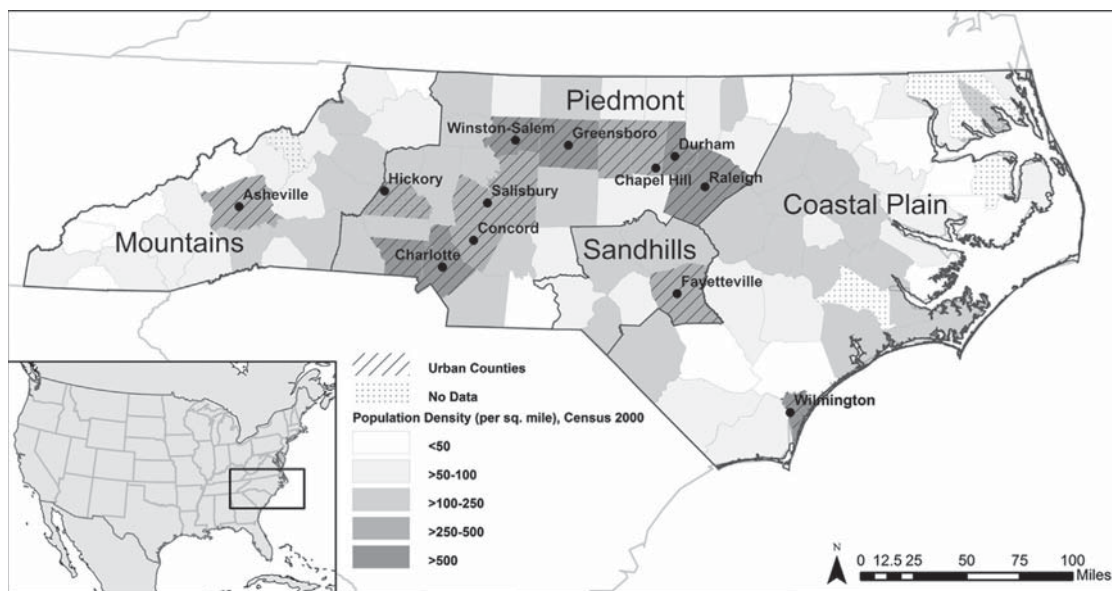 Piedmont
Winston-Salem
Greensboro
Durham
Chapel Hill
Raleigh
Hickory
Asheville
Salisbury
Coastal Plain
Mountains
Concord
Sandhills
Charlotte
Fayetteville
Wilmington
Urban Counties
No Data
Population Density (per sq. mile), Census 2000
<50
>50-100
>100-250
>250-500
>500
N
0 12.5 25 50 75 100
Miles